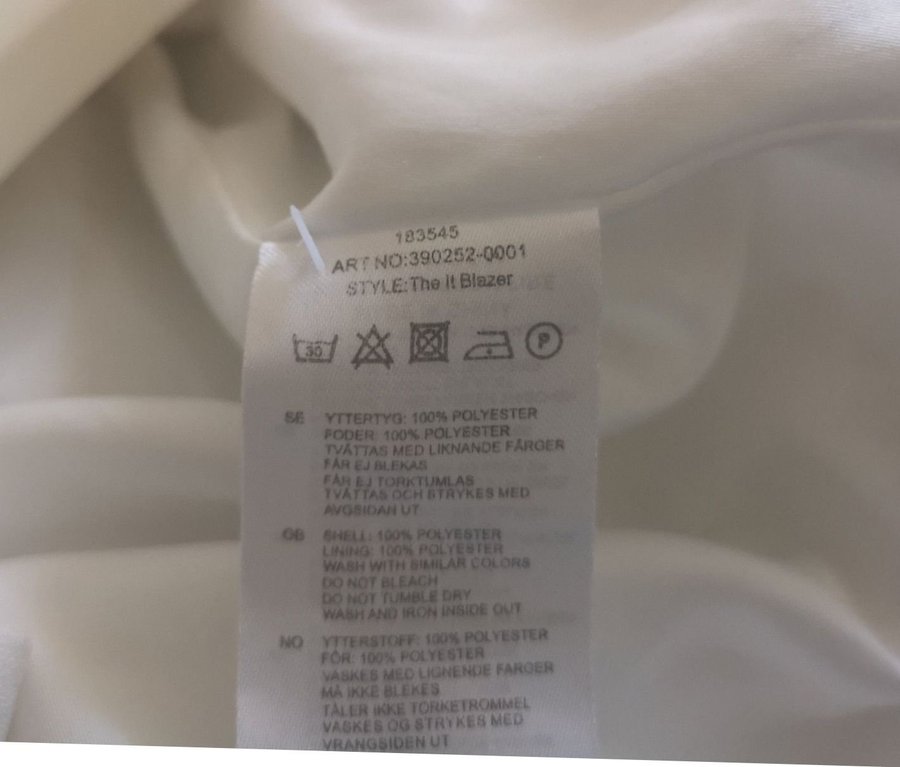 183545
ART NO:390252-0001
STYLE:The it Blazer
30 P
SE YTTERTYG: 100% POLYESTER
FODER: 100% POLYESTER
TVÄTTAS MED LIKNANDE FÄRGER
FÅR EJ BLEKAS
FÅR EJ TORKTUMLAS
TVÄTTAS OCH STRYKES MED
AVGSIDAN UT
GB SHELL: 100% POLYESTER
LINING: 100% POLYESTER
WASH WITH SIMILAR COLORS
DO NOT BLEACH
DO NOT TUMBLE DRY
WASH AND IRON INSIDE OUT
NO YTTERSTOFF: 100% POLYESTER
FÔR: 100% POLYESTER
VASKES MED LIGNENDE FARGER
MÅ IKKE BLEKES
TÅLER IKKE TØRKETROMMEL
VASKES OG STRYKES MED
VRANGSIDEN UT